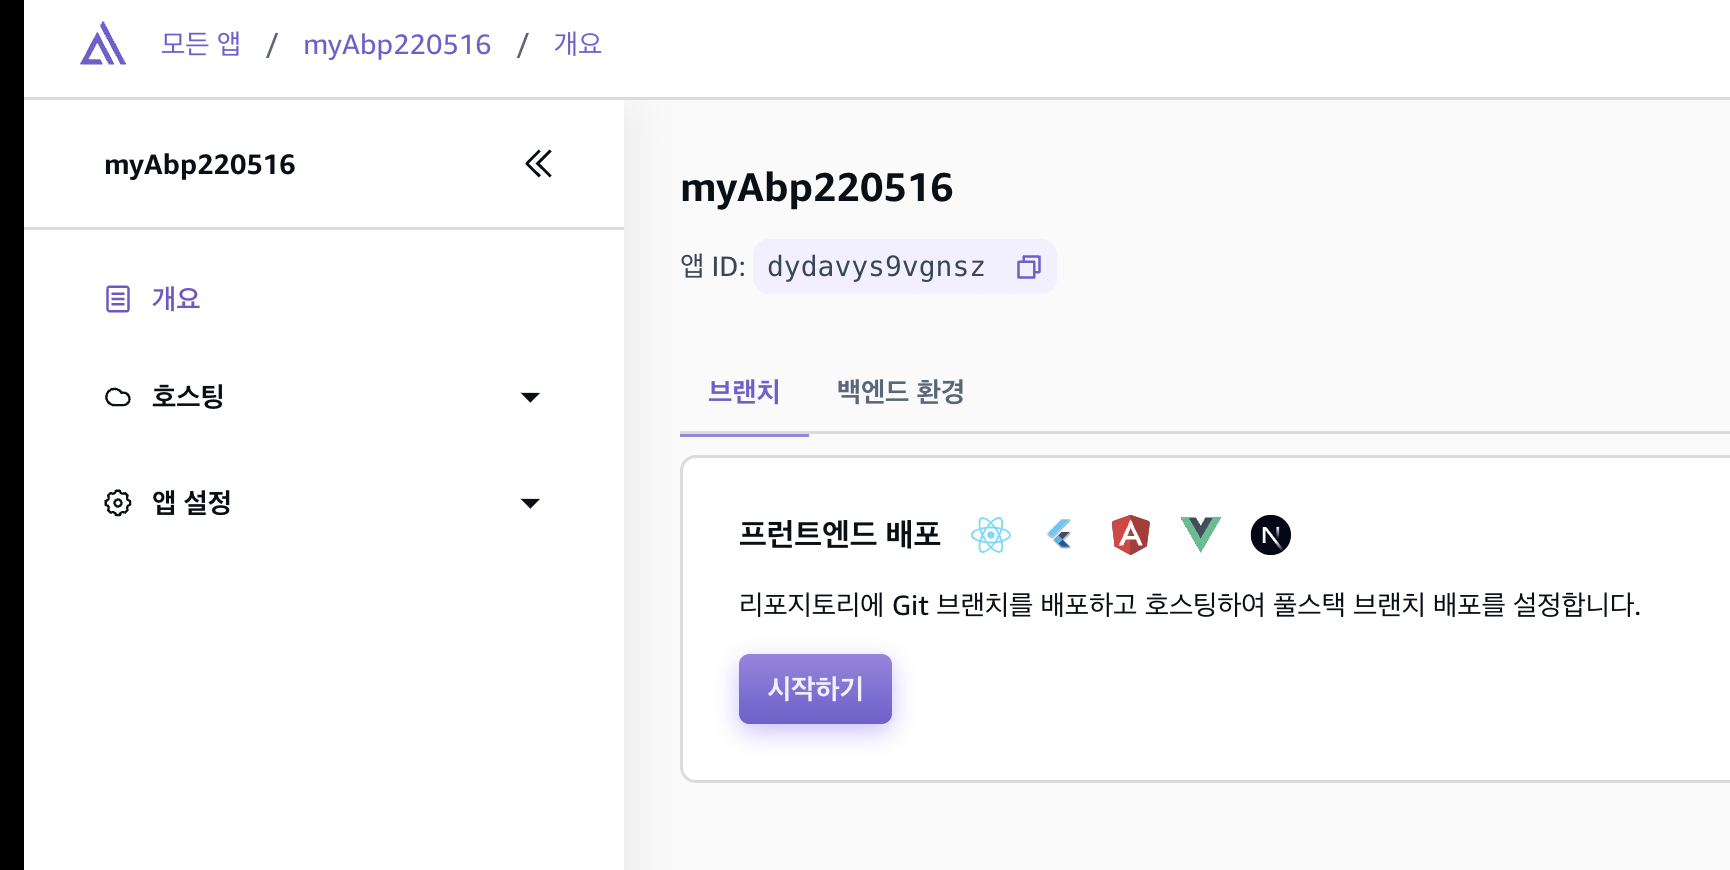 모든 앱 / myAbp220516 / 개요
myAbp220516
개요
호스팅
앱 설정
myAbp220516
앱 ID: dydavys9vgnsz
브랜치 백엔드 환경
프런트엔드 배포
리포지토리에 Git 브랜치를 배포하고 호스팅하여 풀스택 브랜치 배포를 설정합니다.
시작하기